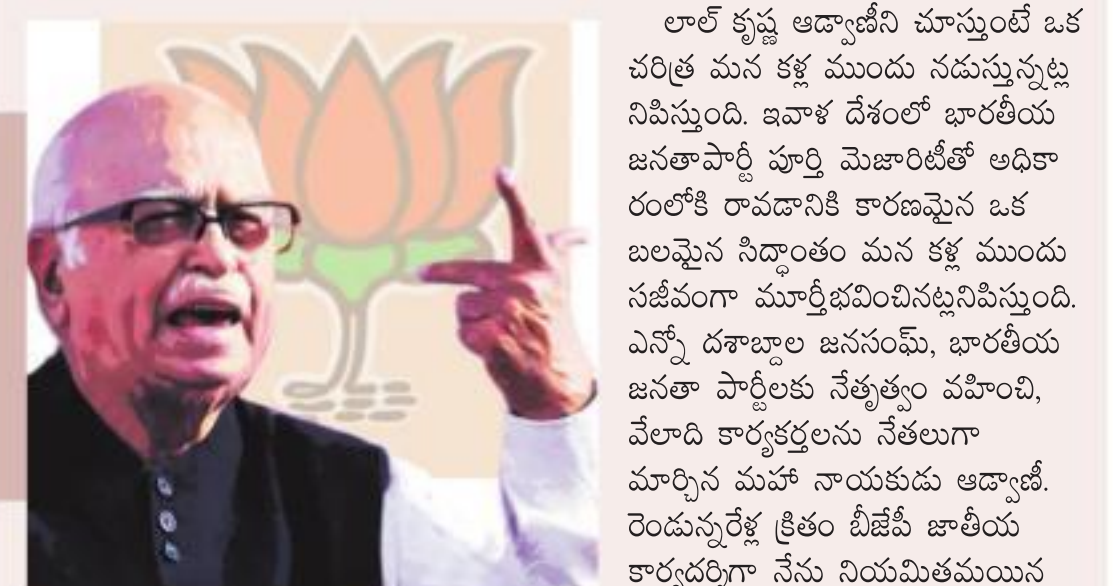 లాల్ కృష్ణ ఆడ్వాణీని చూస్తుంటే ఒక
చరిత్ర మన కళ్ల ముందు నడుస్తున్నట్ల
నిపిస్తుంది. ఇవాళ దేశంలో భారతీయ
జనతాపార్టీ పూర్తి మెజారిటీతో అధికా
రంలోకి రావడానికి కారణమైన ఒక
బలమైన సిద్ధాంతం మన కళ్ల ముందు
సజీవంగా మూర్తీభవించినట్లనిపిస్తుంది.
ఎన్నో దశాబ్దాల జనసంఘ్, భారతీయ
జనతా పార్టీలకు నేతృత్వం వహించి,
వేలాది కార్యకర్తలను నేతలుగా
మార్చిన మహా నాయకుడు ఆడ్వాణీ.
రెండున్నరేళ్ల క్రితం బీజేపీ జాతీయ
కార్యదర్శిగా నేను నియమితమయిన